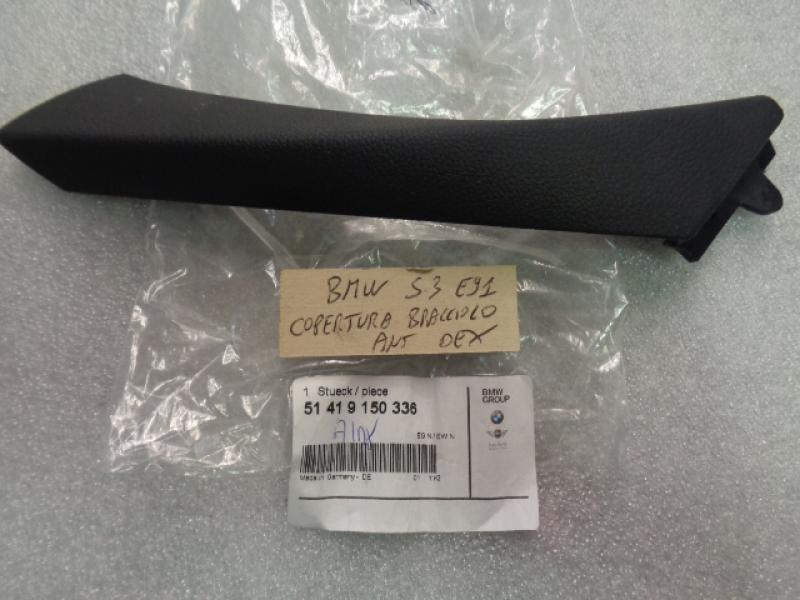 BMW S.3 E91
COPERTURA BRACCIOLO
ANT DEX
1 Stueck / piece
51 41 9 150 336
BMW
GROUP
Made in Germany - DE 01